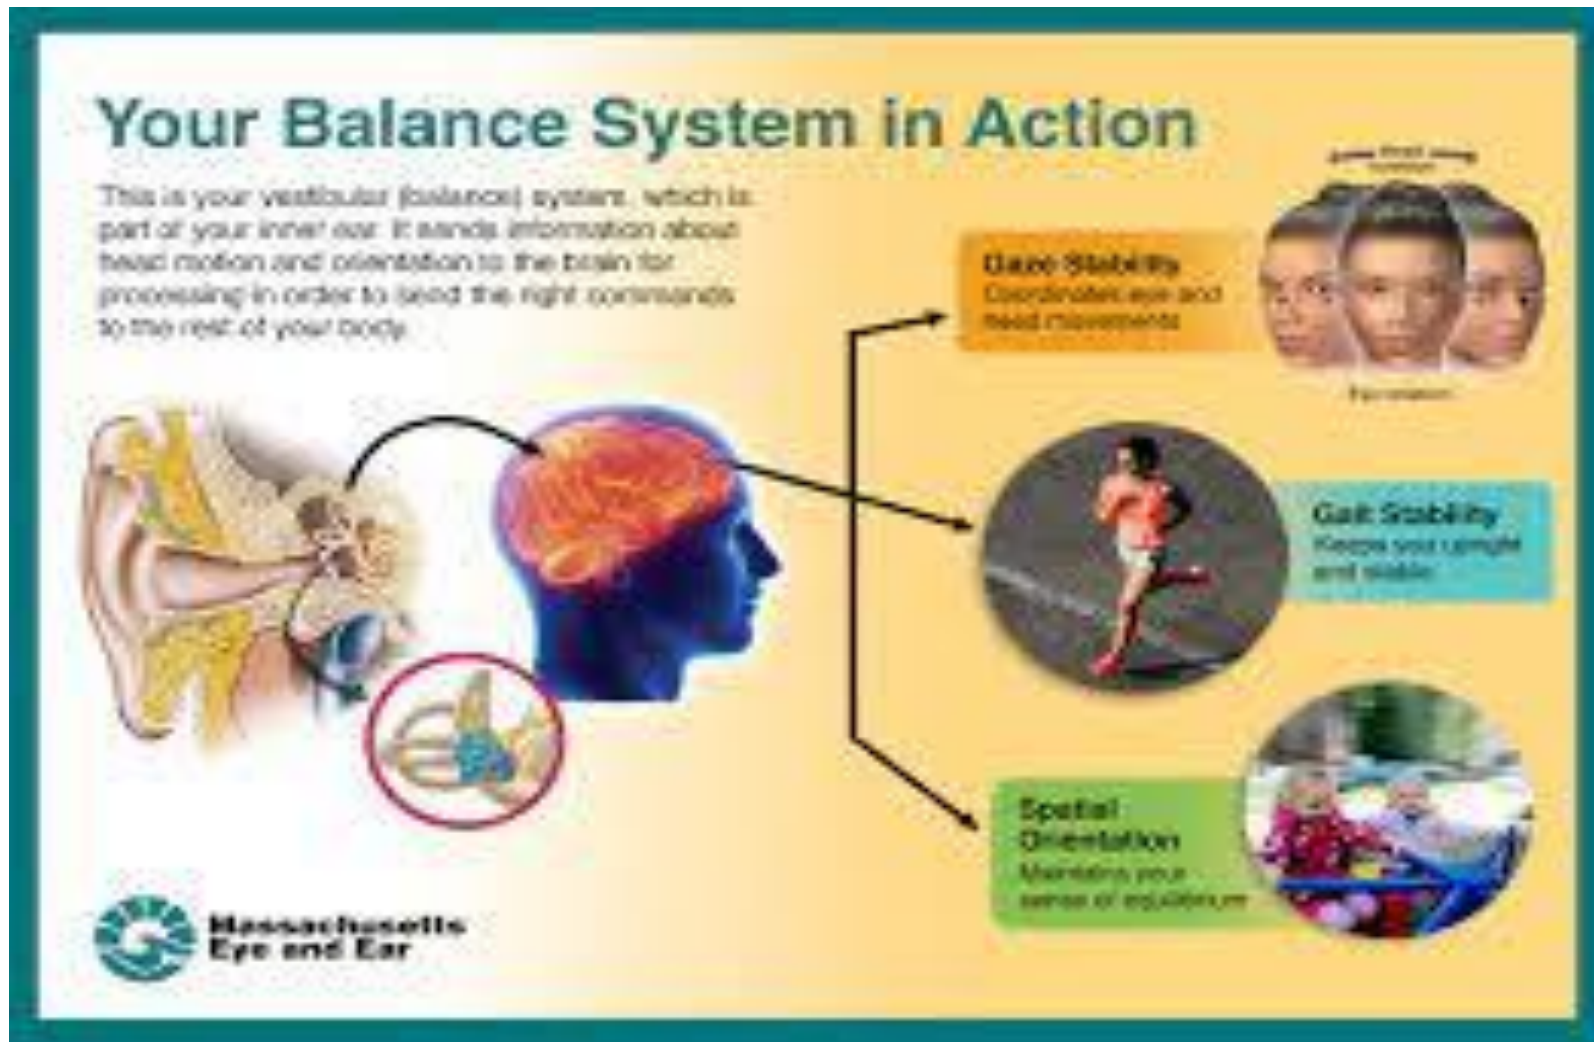 Your Balance System in Action
This is your vestibular (balance) system, which is
part of your inner ear. It sends information about
head motion and orientation to the brain for
processing in order to send the right commands
to the rest of your body.
Gaze Stability
Coordinates eye and
head movements
Gait Stability
Keeps you upright
and stable
Spatial
Orientation
Maintains your
sense of equilibrium
Massachusetts
Eye and Ear